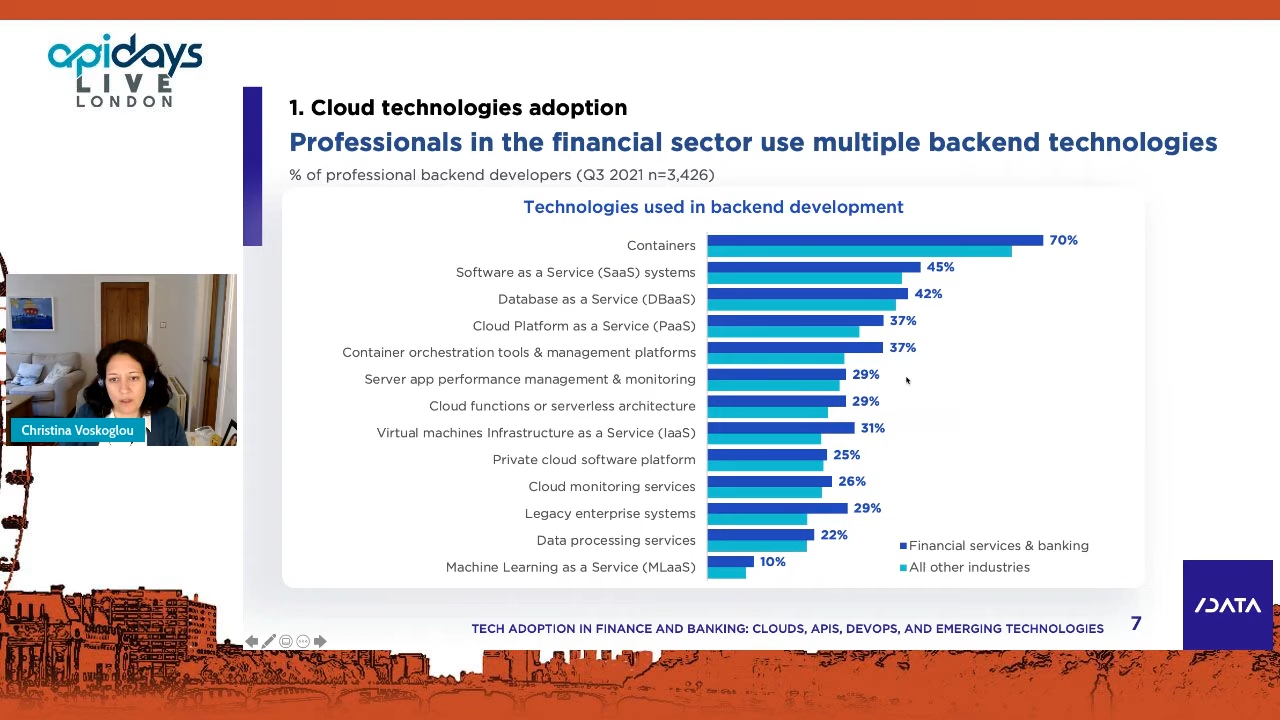 apidays
LIVE
LONDON
1. Cloud technologies adoption
Professionals in the financial sector use multiple backend technologies
% of professional backend developers (Q3 2021 n=3,426)
Technologies used in backend development
Containers 70%
Software as a Service (SaaS) systems 45%
Database as a Service (DBaaS) 42%
Cloud Platform as a Service (PaaS) 37%
Container orchestration tools & management platforms 37%
Server app performance management & monitoring 29%
Cloud functions or serverless architecture 29%
Virtual machines Infrastructure as a Service (IaaS) 31%
Private cloud software platform 25%
Cloud monitoring services 26%
Legacy enterprise systems 29%
Data processing services 22%
Machine Learning as a Service (MLaaS) 10%
Financial services & banking
All other industries
Christina Voskoglou
TECH ADOPTION IN FINANCE AND BANKING: CLOUDS, APIS, DEVOPS, AND EMERGING TECHNOLOGIES 7
/DATA